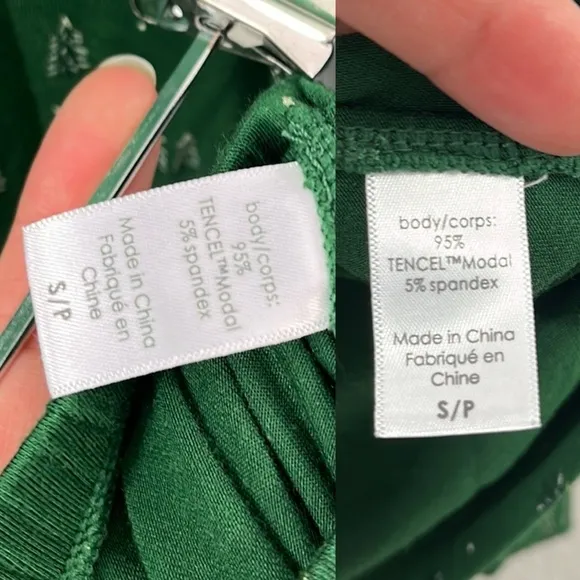 body/corps:
95%
TENCEL™Modal
5% spandex
Made in China
Fabriqué en
Chine
S/P
body/corps:
95%
TENCEL™Modal
5% spandex
Made in China
Fabriqué en
Chine
S/P